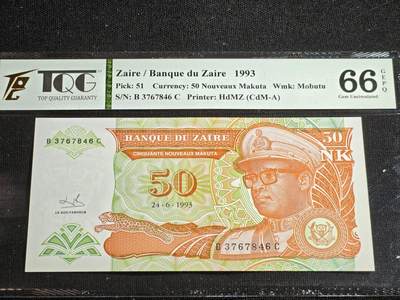 TQG
TOP QUALITY GUARANTY
Zaire / Banque du Zaire 1993
Pick: 51 Currency: 50 Nouveaux Makuta Wmk: Mobutu
S/N: B 3767846 C Printer: HdMZ (CdM-A)
66 GEPQ
Gem Uncirculated
BANQUE DU ZAIRE 50
B 3767846 C
CINQUANTE NOUVEAUX MAKUTA
NK
50
24-6-1993
LE GOUVERNEUR
B 3767846 C